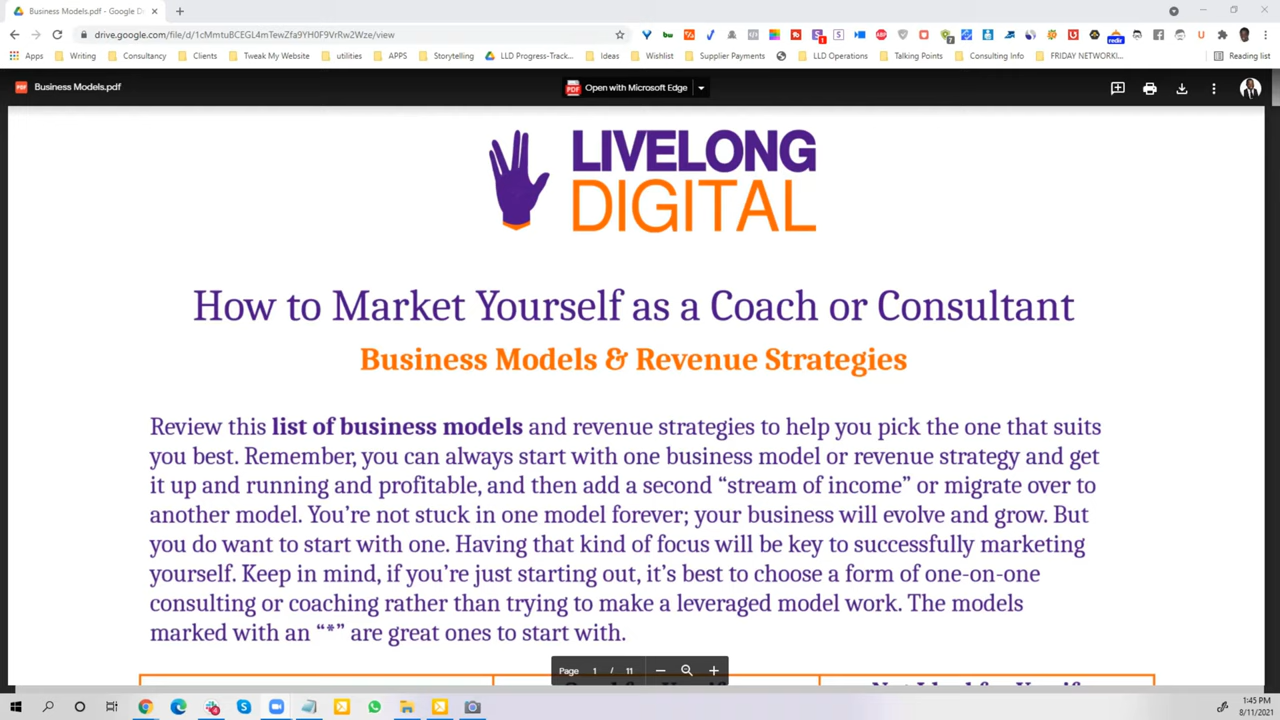 Business Models.pdf - Google D
drive.google.com/file/d/1cMmtuBCEGL4mTewZfa9YH0F9VrRw2Wze/view
Apps Writing Consultancy Clients Tweak My Website utilities APPS Storytelling LLD Progress-Track... Ideas Wishlist Supplier Payments LLD Operations Talking Points Consulting Info FRIDAY NETWORKI... Reading list
Business Models.pdf
Open with Microsoft Edge
LIVELONG
DIGITAL
How to Market Yourself as a Coach or Consultant
Business Models & Revenue Strategies
Review this list of business models and revenue strategies to help you pick the one that suits
you best. Remember, you can always start with one business model or revenue strategy and get
it up and running and profitable, and then add a second “stream of income” or migrate over to
another model. You’re not stuck in one model forever; your business will evolve and grow. But
you do want to start with one. Having that kind of focus will be key to successfully marketing
yourself. Keep in mind, if you’re just starting out, it’s best to choose a form of one-on-one
consulting or coaching rather than trying to make a leveraged model work. The models
marked with an “*” are great ones to start with.
Page 1 / 11
1:45 PM
8/11/2021